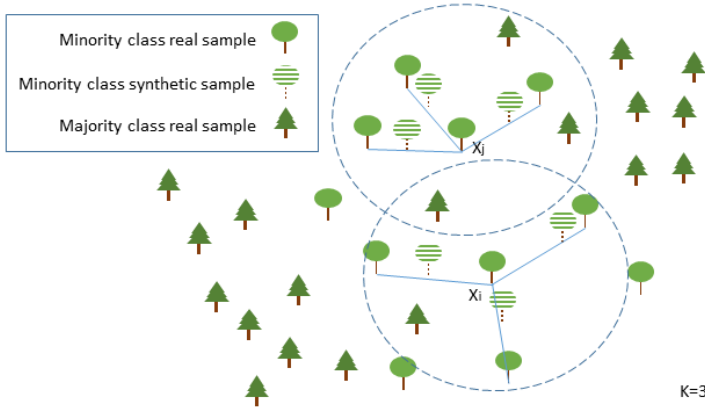 Minority class real sample
Minority class synthetic sample
Majority class real sample
Xj
Xi
K=3